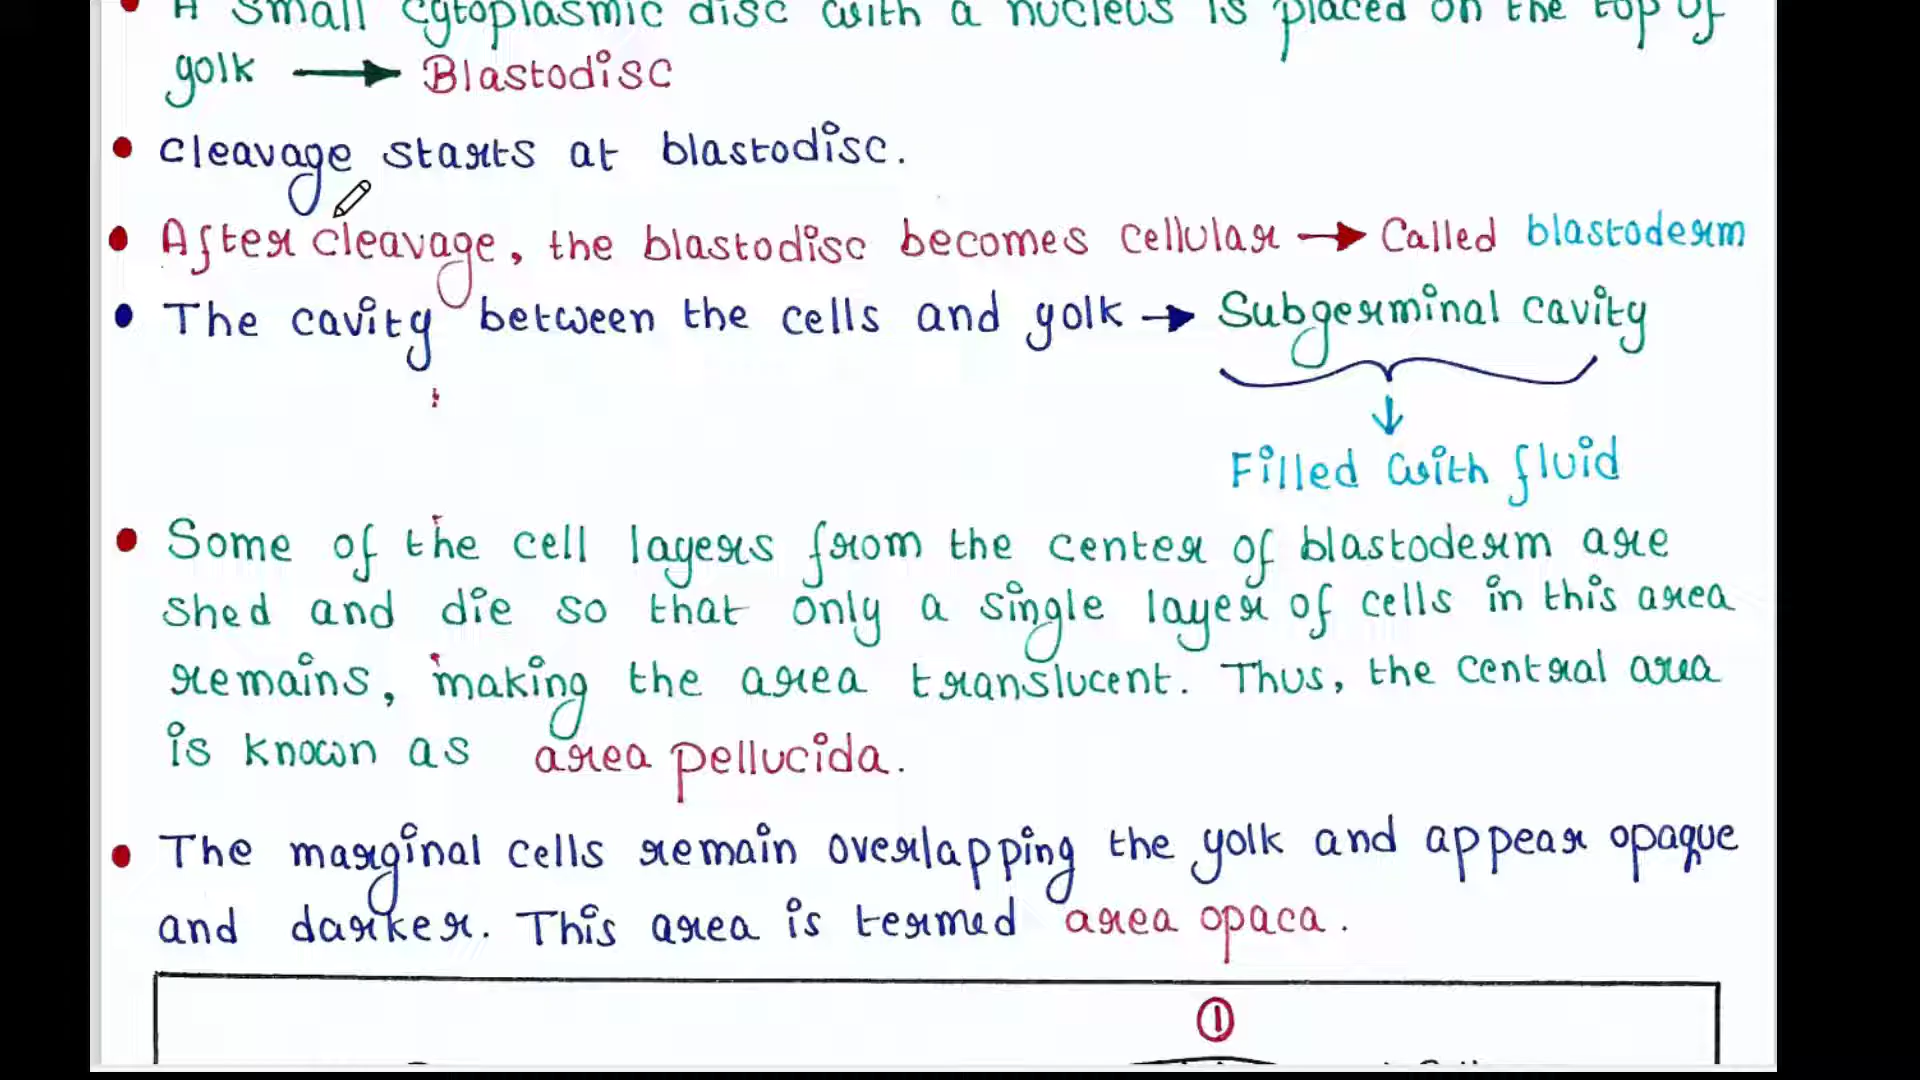 A small cytoplasmic disc with a nucleus is placed on the top of
yolk → Blastodisc
• cleavage starts at blastodisc.
• After cleavage, the blastodisc becomes cellular → Called blastoderm
• The cavity between the cells and yolk → Subgerminal cavity
↓
Filled with fluid
• Some of the cell layers from the center of blastoderm are
shed and die so that only a single layer of cells in this area
remains, making the area translucent. Thus, the central area
is known as area pellucida.
• The marginal cells remain overlapping the yolk and appear opaque
and darker. This area is termed area opaca.
①